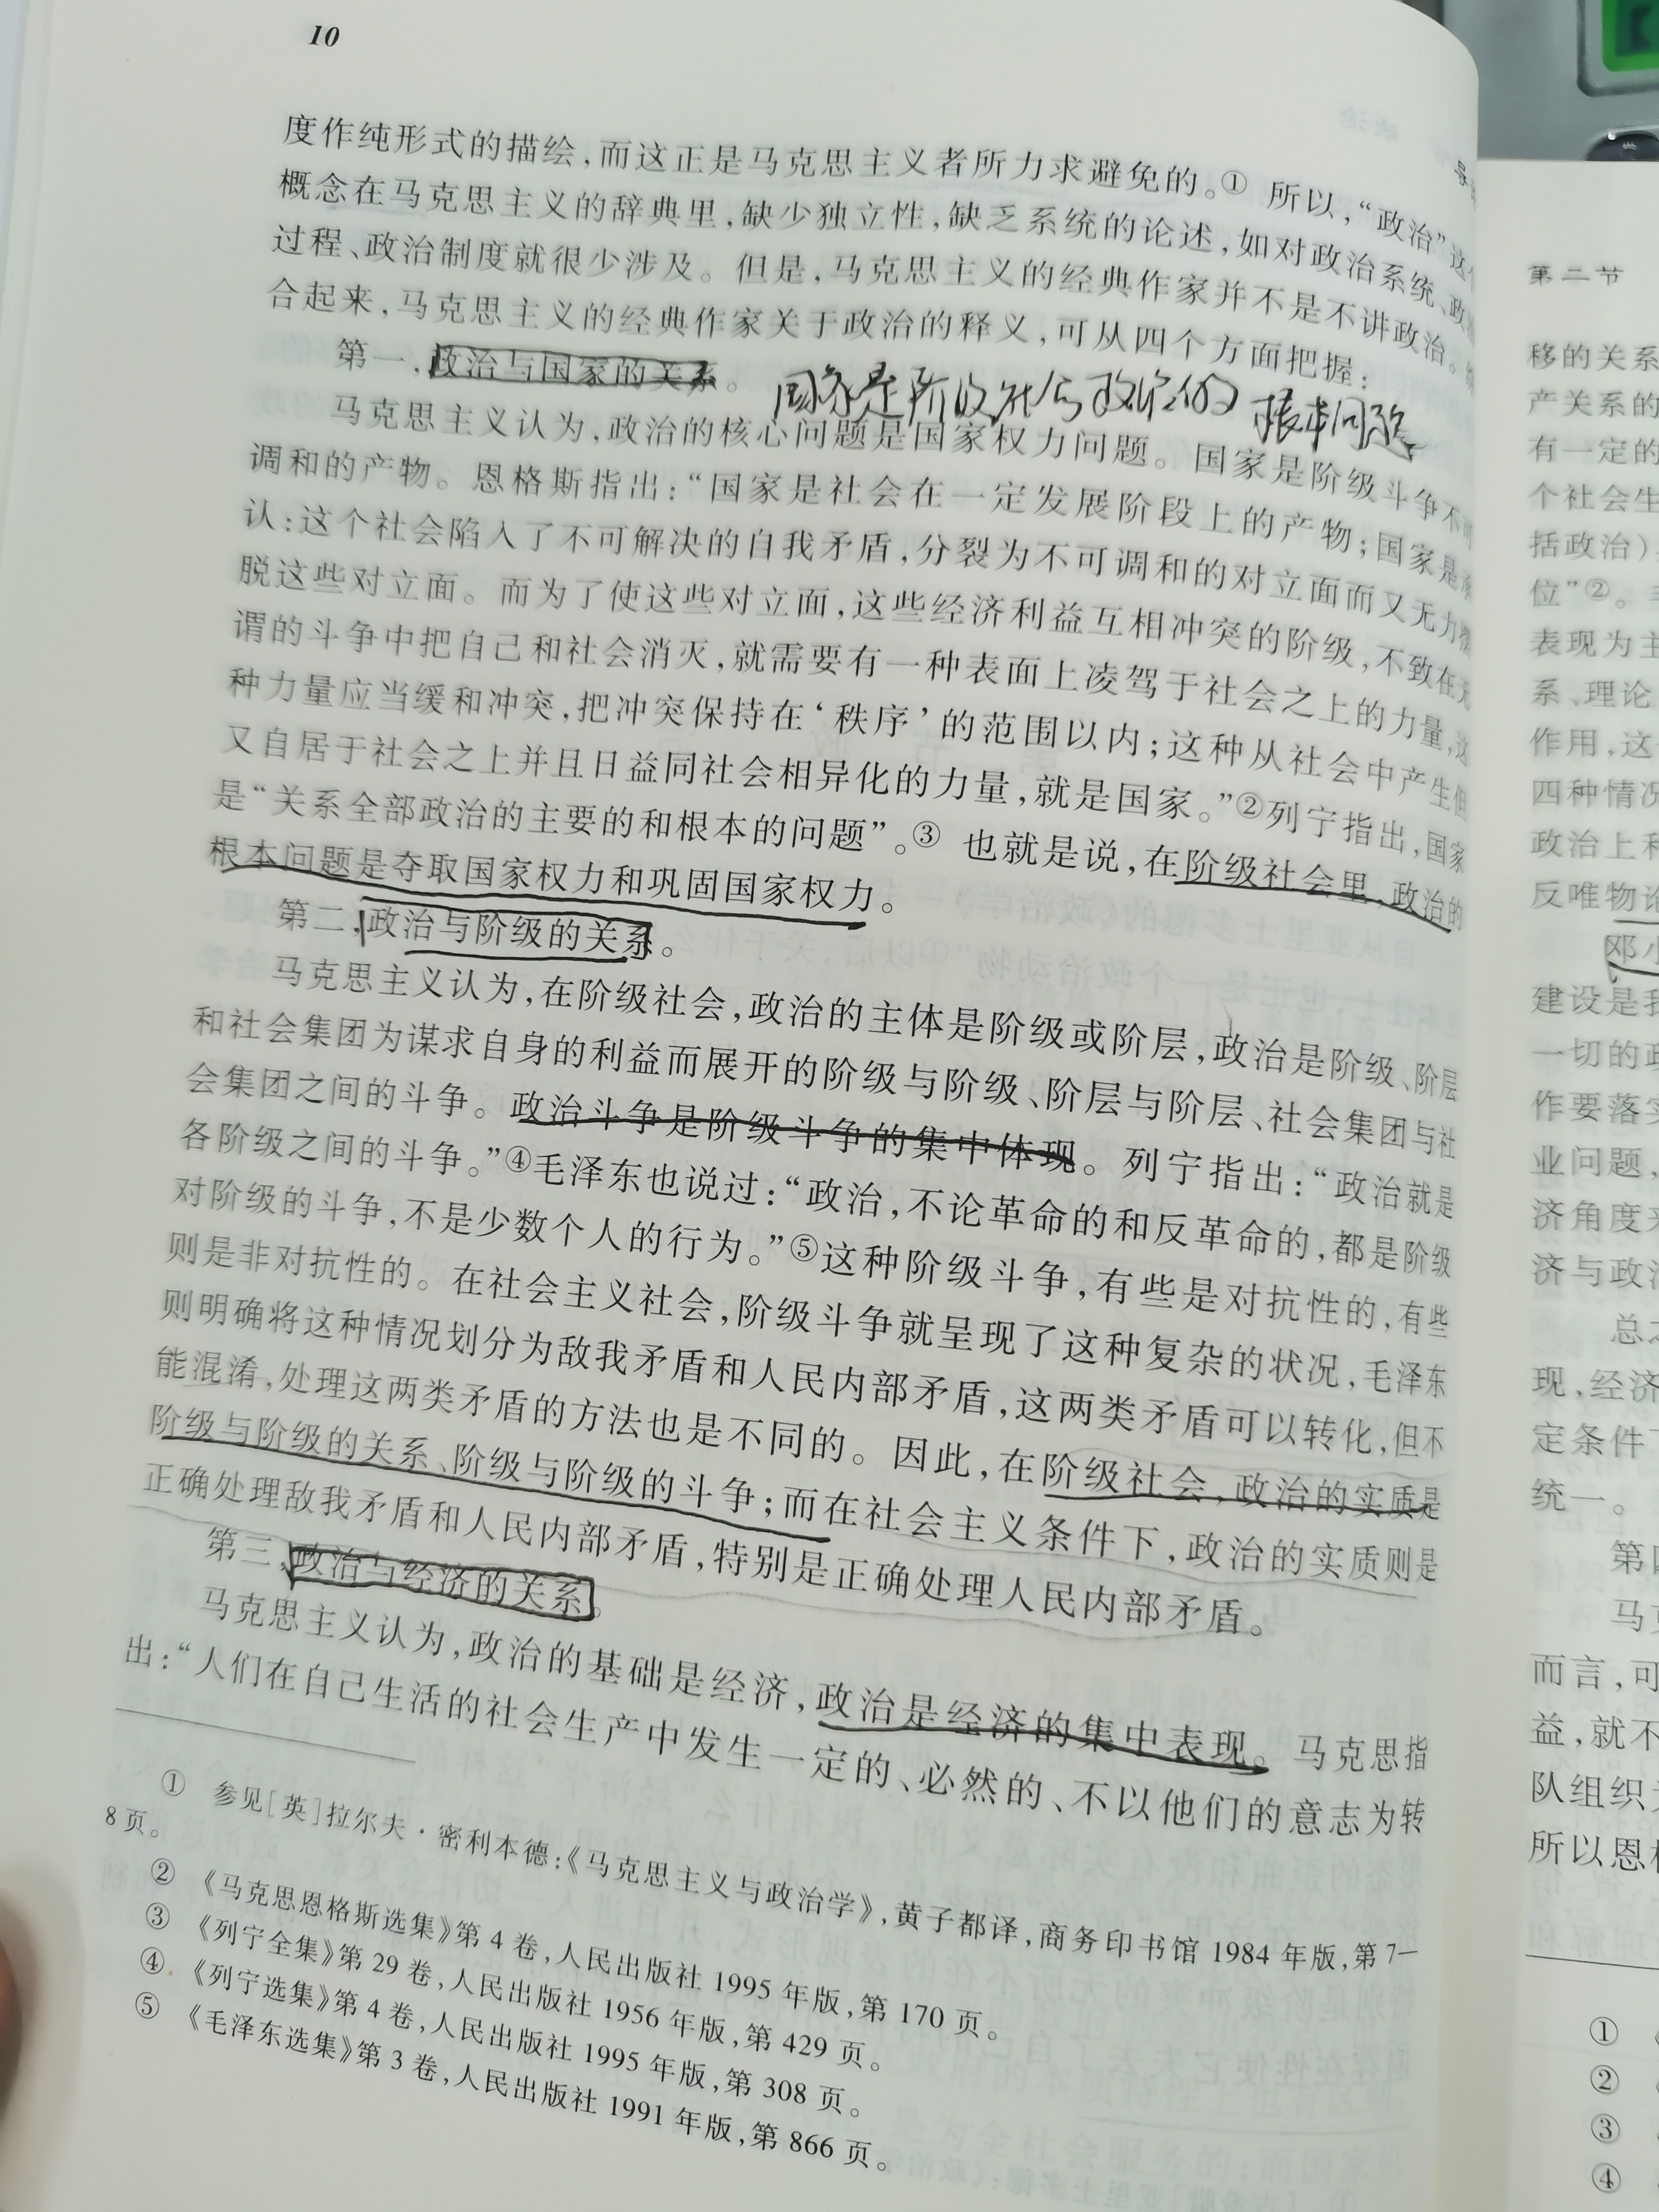 10
度作纯形式的描绘,而这正是马克思主义者所力求避免的。① 所以,“政治”这
概念在马克思主义的辞典里,缺少独立性,缺乏系统的论述,如对政治系统、政
过程、政治制度就很少涉及。但是,马克思主义的经典作家并不是不讲政治。
合起来,马克思主义的经典作家关于政治的释义,可从四个方面把握:
第一,政治与国家的关系。
国家是阶级社会政治的 根本问题
马克思主义认为,政治的核心问题是国家权力问题。国家是阶级斗争不
调和的产物。恩格斯指出:“国家是社会在一定发展阶段上的产物;国家是
认:这个社会陷入了不可解决的自我矛盾,分裂为不可调和的对立面而又无力
脱这些对立面。而为了使这些对立面,这些经济利益互相冲突的阶级,不致在
谓的斗争中把自己和社会消灭,就需要有一种表面上凌驾于社会之上的力量,这
种力量应当缓和冲突,把冲突保持在‘秩序’的范围以内;这种从社会中产生但
又自居于社会之上并且日益同社会相异化的力量,就是国家。”②列宁指出,国家
是“关系全部政治的主要的和根本的问题”。③ 也就是说,在阶级社会里,政治的
根本问题是夺取国家权力和巩固国家权力。
第二,政治与阶级的关系。
马克思主义认为,在阶级社会,政治的主体是阶级或阶层,政治是阶级、阶层
和社会集团为谋求自身的利益而展开的阶级与阶级、阶层与阶层、社会集团与社
会集团之间的斗争。政治斗争是阶级斗争的集中体现。列宁指出:“政治就是
各阶级之间的斗争。”④毛泽东也说过:“政治,不论革命的和反革命的,都是阶级
对阶级的斗争,不是少数个人的行为。”⑤这种阶级斗争,有些是对抗性的,有些
则是非对抗性的。在社会主义社会,阶级斗争就呈现了这种复杂的状况,毛泽东
则明确将这种情况划分为敌我矛盾和人民内部矛盾,这两类矛盾可以转化,但不
能混淆,处理这两类矛盾的方法也是不同的。因此,在阶级社会,政治的实质是
阶级与阶级的关系、阶级与阶级的斗争;而在社会主义条件下,政治的实质则是
正确处理敌我矛盾和人民内部矛盾,特别是正确处理人民内部矛盾。
第三,政治与经济的关系。
马克思主义认为,政治的基础是经济,政治是经济的集中表现。马克思指
出:“人们在自己生活的社会生产中发生一定的、必然的、不以他们的意志为转
① 参见[英]拉尔夫·密利本德:《马克思主义与政治学》,黄子都译,商务印书馆 1984 年版,第 7—
8 页。
② 《马克思恩格斯选集》第 4 卷,人民出版社 1995 年版,第 170 页。
③ 《列宁全集》第 29 卷,人民出版社 1956 年版,第 429 页。
④ 《列宁选集》第 4 卷,人民出版社 1995 年版,第 308 页。
⑤ 《毛泽东选集》第 3 卷,人民出版社 1991 年版,第 866 页。
第二节
移的关系
产关系的
有一定的
个社会生
括政治)
位”②。
表现为主
系、理论
作用,这
四种情况
政治上和
反唯物论
邓小
建设是我
一切的政
作要落实
业问题,
济角度来
济与政治
总之
现,经济
定条件下
统一。
第四
马克
而言,可
益,就不
队组织
所以恩格
①
②
③
④